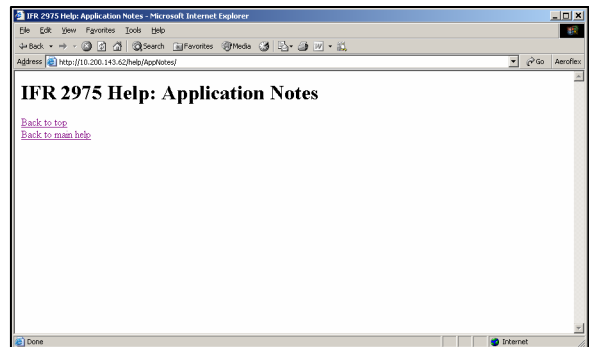 IFR 2975 Help: Application Notes - Microsoft Internet Explorer
File Edit View Favorites Tools Help
Back Search Favorites Media
Address http://10.200.143.62/help/AppNotes/ Go Aeroflex
IFR 2975 Help: Application Notes
Back to top
Back to main help
Done Internet